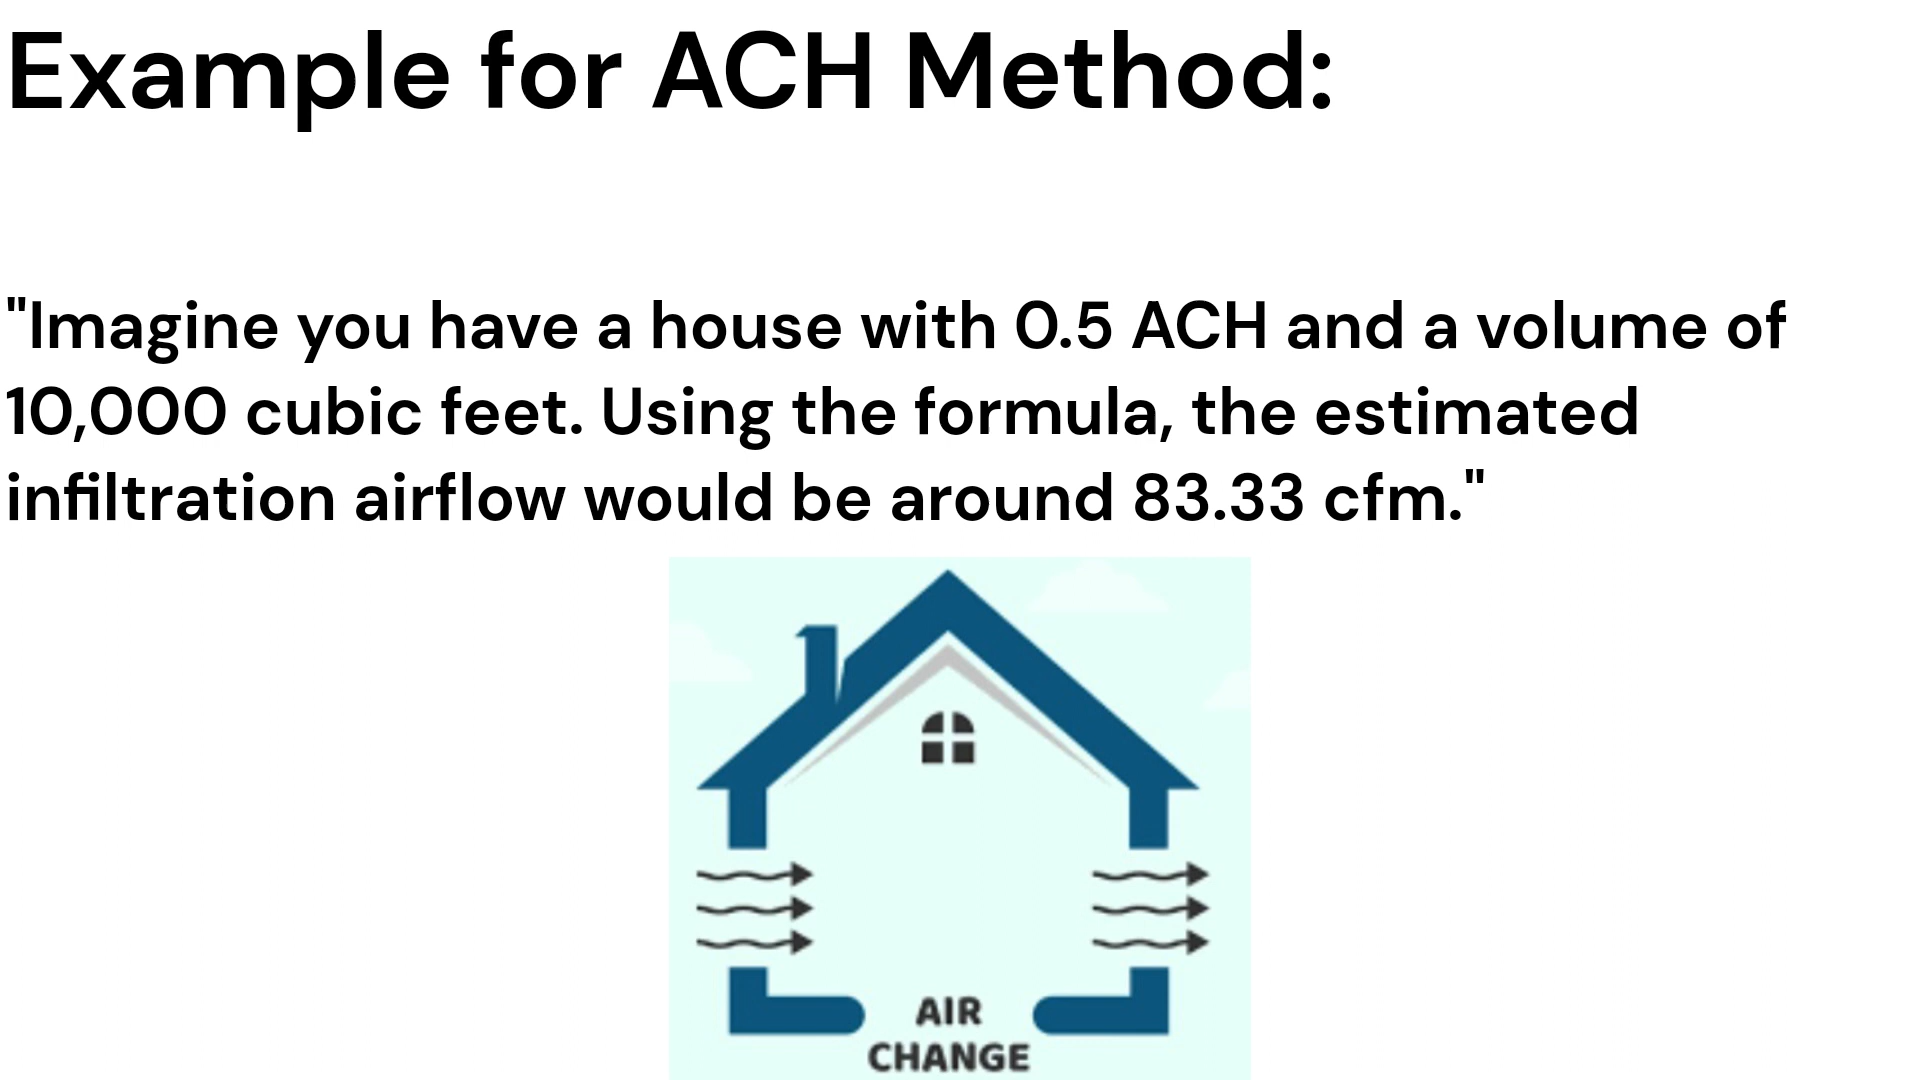 Example for ACH Method:
"Imagine you have a house with 0.5 ACH and a volume of
10,000 cubic feet. Using the formula, the estimated
infiltration airflow would be around 83.33 cfm."
AIR
CHANGE